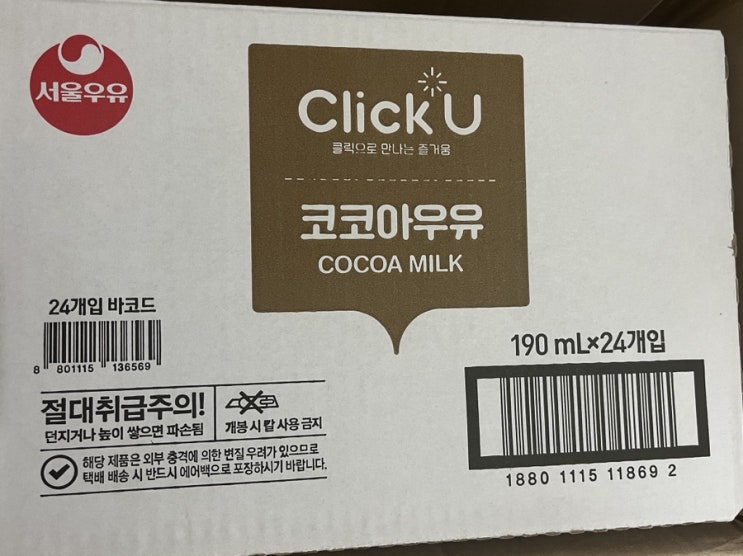 서울우유
Click U
클릭으로 만나는 즐거움
코코아우유
COCOA MILK
24개입 바코드
8 801115 136569
190 mL×24개입
절대취급주의!
던지거나 높이 쌓으면 파손됨
개봉 시 칼 사용 금지
해당 제품은 외부 충격에 의한 변질 우려가 있으므로
택배 배송 시 반드시 에어백으로 포장하시기 바랍니다.
1880 1115 11869 2